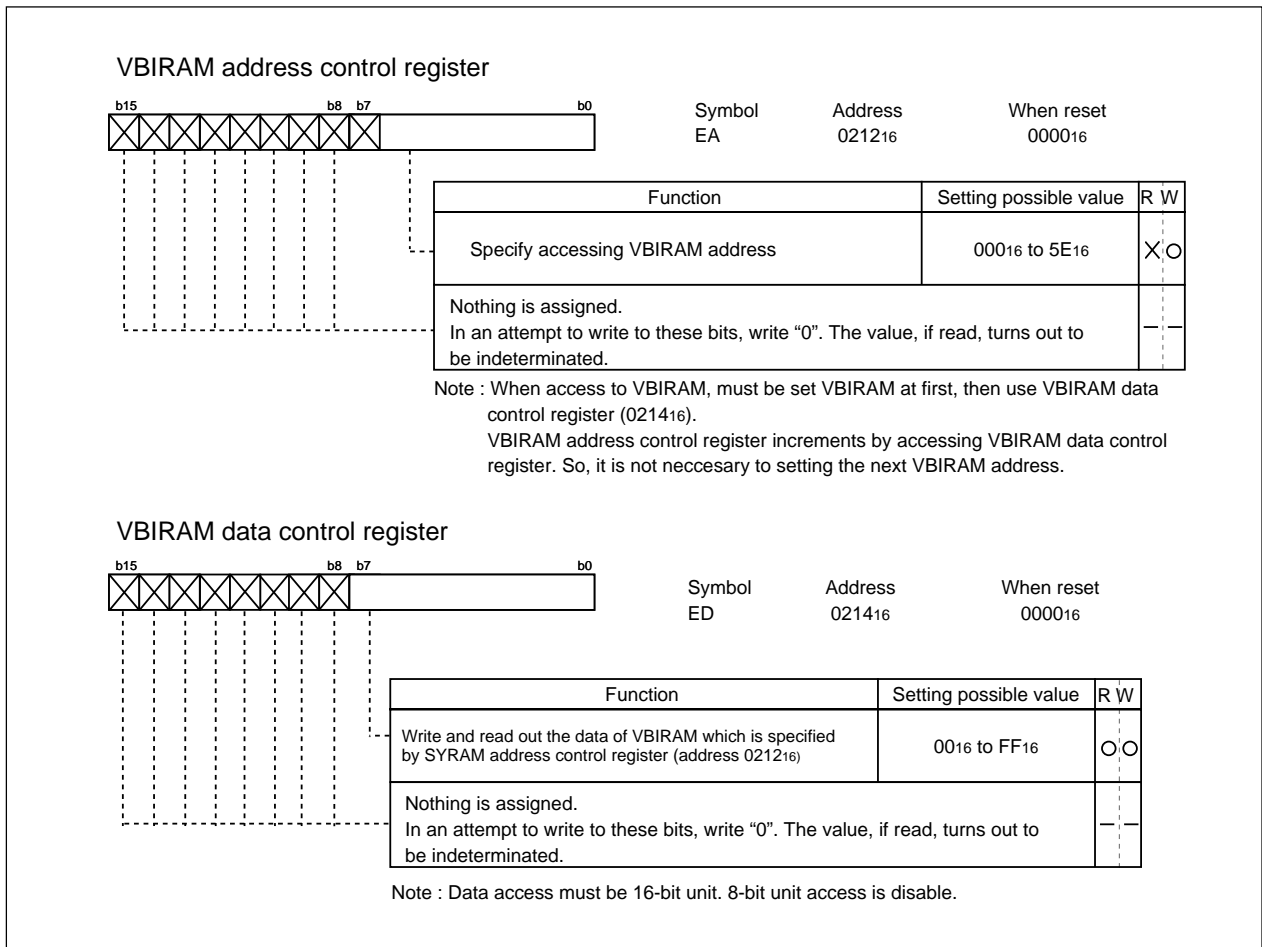 VBIRAM address control register
b15 b8 b7 b0
Symbol Address When reset
EA 021216 000016
Function Setting possible value R W
Specify accessing VBIRAM address 00016 to 5E16 X O
Nothing is assigned.
In an attempt to write to these bits, write “0”. The value, if read, turns out to
be indeterminated.
– –
Note : When access to VBIRAM, must be set VBIRAM at first, then use VBIRAM data
control register (021416).
VBIRAM address control register increments by accessing VBIRAM data control
register. So, it is not neccesary to setting the next VBIRAM address.
VBIRAM data control register
b15 b8 b7 b0
Symbol Address When reset
ED 021416 000016
Function Setting possible value R W
Write and read out the data of VBIRAM which is specified
by SYRAM address control register (address 021216)
0016 to FF16 O O
Nothing is assigned.
In an attempt to write to these bits, write “0”. The value, if read, turns out to
be indeterminated.
– –
Note : Data access must be 16-bit unit. 8-bit unit access is disable.